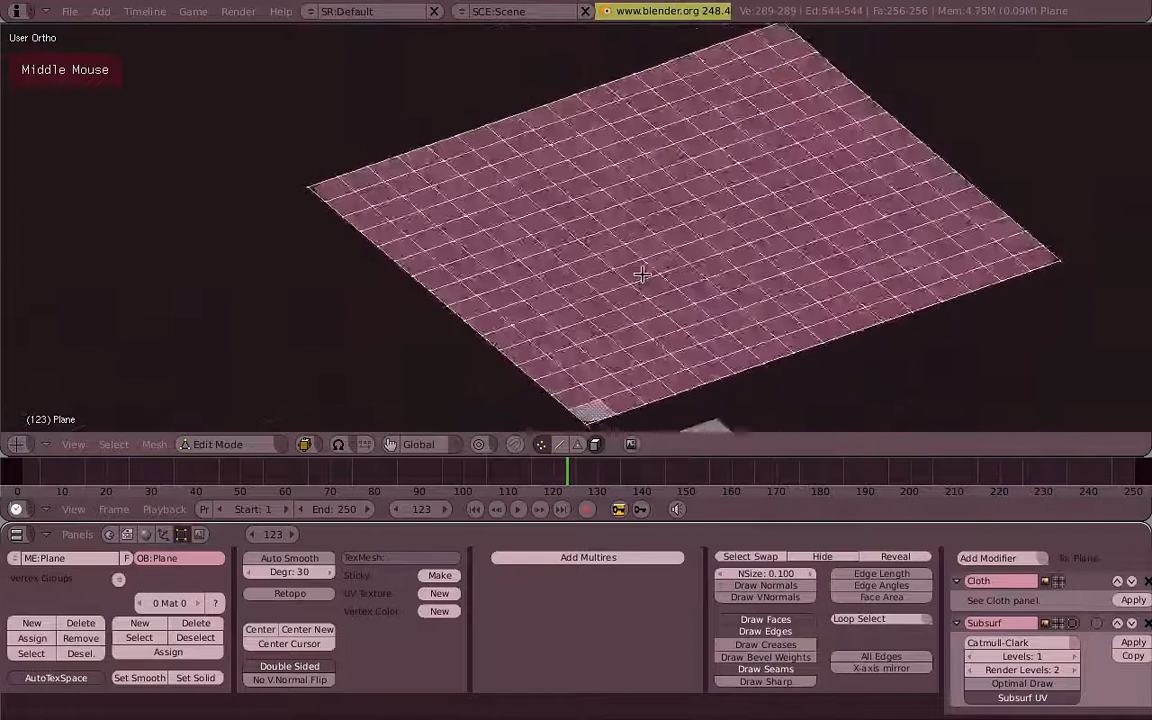 File Add Timeline Game Render Help SR:Default SCE:Scene www.blender.org 248.4 Ve:289-289 | Ed:544-544 | Fa:256-256 | Mem:4.75M (0.09M) Plane
User Ortho
Middle Mouse
(123) Plane
View Select Mesh Edit Mode Global
0 10 20 30 40 50 60 70 80 90 100 110 120 130 140 150 160 170 180 190 200 210 220 230 240 250
View Frame Playback Pr Start: 1 End: 250 123
Panels 123
ME:Plane F OB:Plane
Vertex Groups
0 Mat 0 ?
New Delete New Delete
Assign Remove Select Deselect
Select Desel. Assign
AutoTexSpace Set Smooth Set Solid
Auto Smooth
Degr: 30
Retopo
Center Center New
Center Cursor
Double Sided
No V.Normal Flip
TexMesh:
Sticky: Make
UV Texture New
Vertex Color New
Add Multires
Select Swap Hide Reveal
NSize: 0.100
Draw Normals
Draw VNormals
Draw Faces
Draw Edges
Draw Creases
Draw Bevel Weights
Draw Seams
Draw Sharp
Edge Length
Edge Angles
Face Area
Loop Select
All Edges
X-axis mirror
Add Modifier To: Plane
Cloth
See Cloth panel. Apply
Subsurf
Catmull-Clark Apply
Levels: 1 Copy
Render Levels: 2
Optimal Draw
Subsurf UV